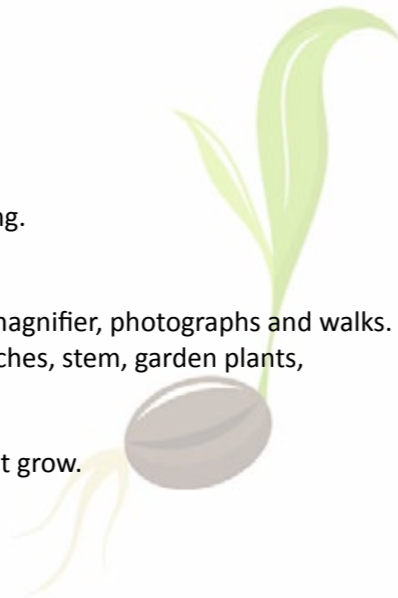 ng.
magnifier, photographs and walks.
ches, stem, garden plants,
t grow.